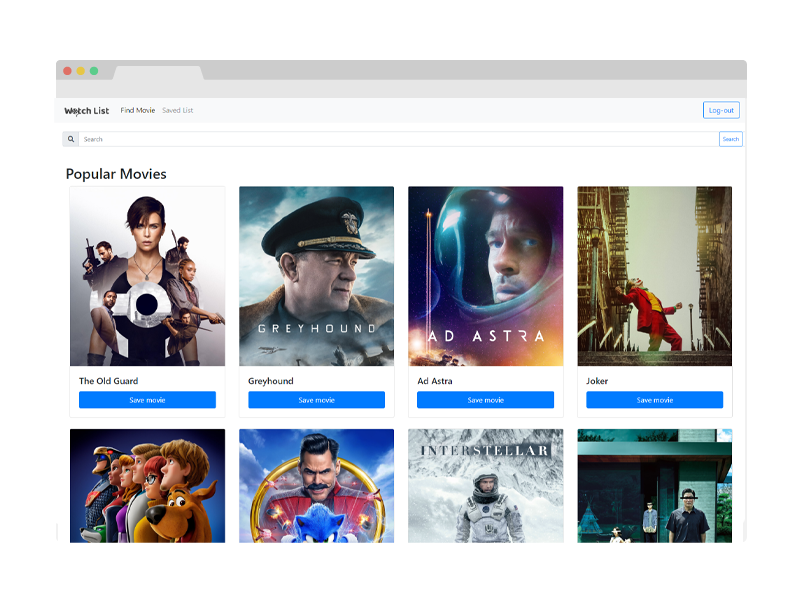 Watch List Find Movie Saved List Log-out
Search Search
Popular Movies
GREYHOUND
AD ASTRA
The Old Guard Greyhound Ad Astra Joker
Save movie Save movie Save movie Save movie
INTERSTELLAR